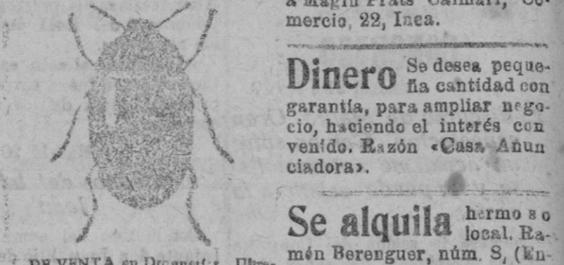 a Magín Prats Caimari, Co-
mercio, 22, Inca.
Dinero Se desea peque-
ña cantidad con
garantía, para ampliar nego-
cio, haciendo el interés con
venido. Razón «Casa Anun
ciadora».
Se alquila hermoso
local. Ra-
món Berenguer, núm. 8, (En-
DE VENTA en